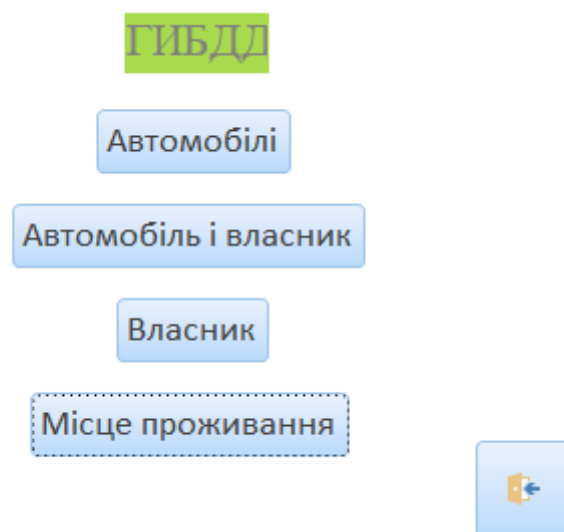 ГИБДД
Автомобілі
Автомобіль і власник
Власник
Місце проживання